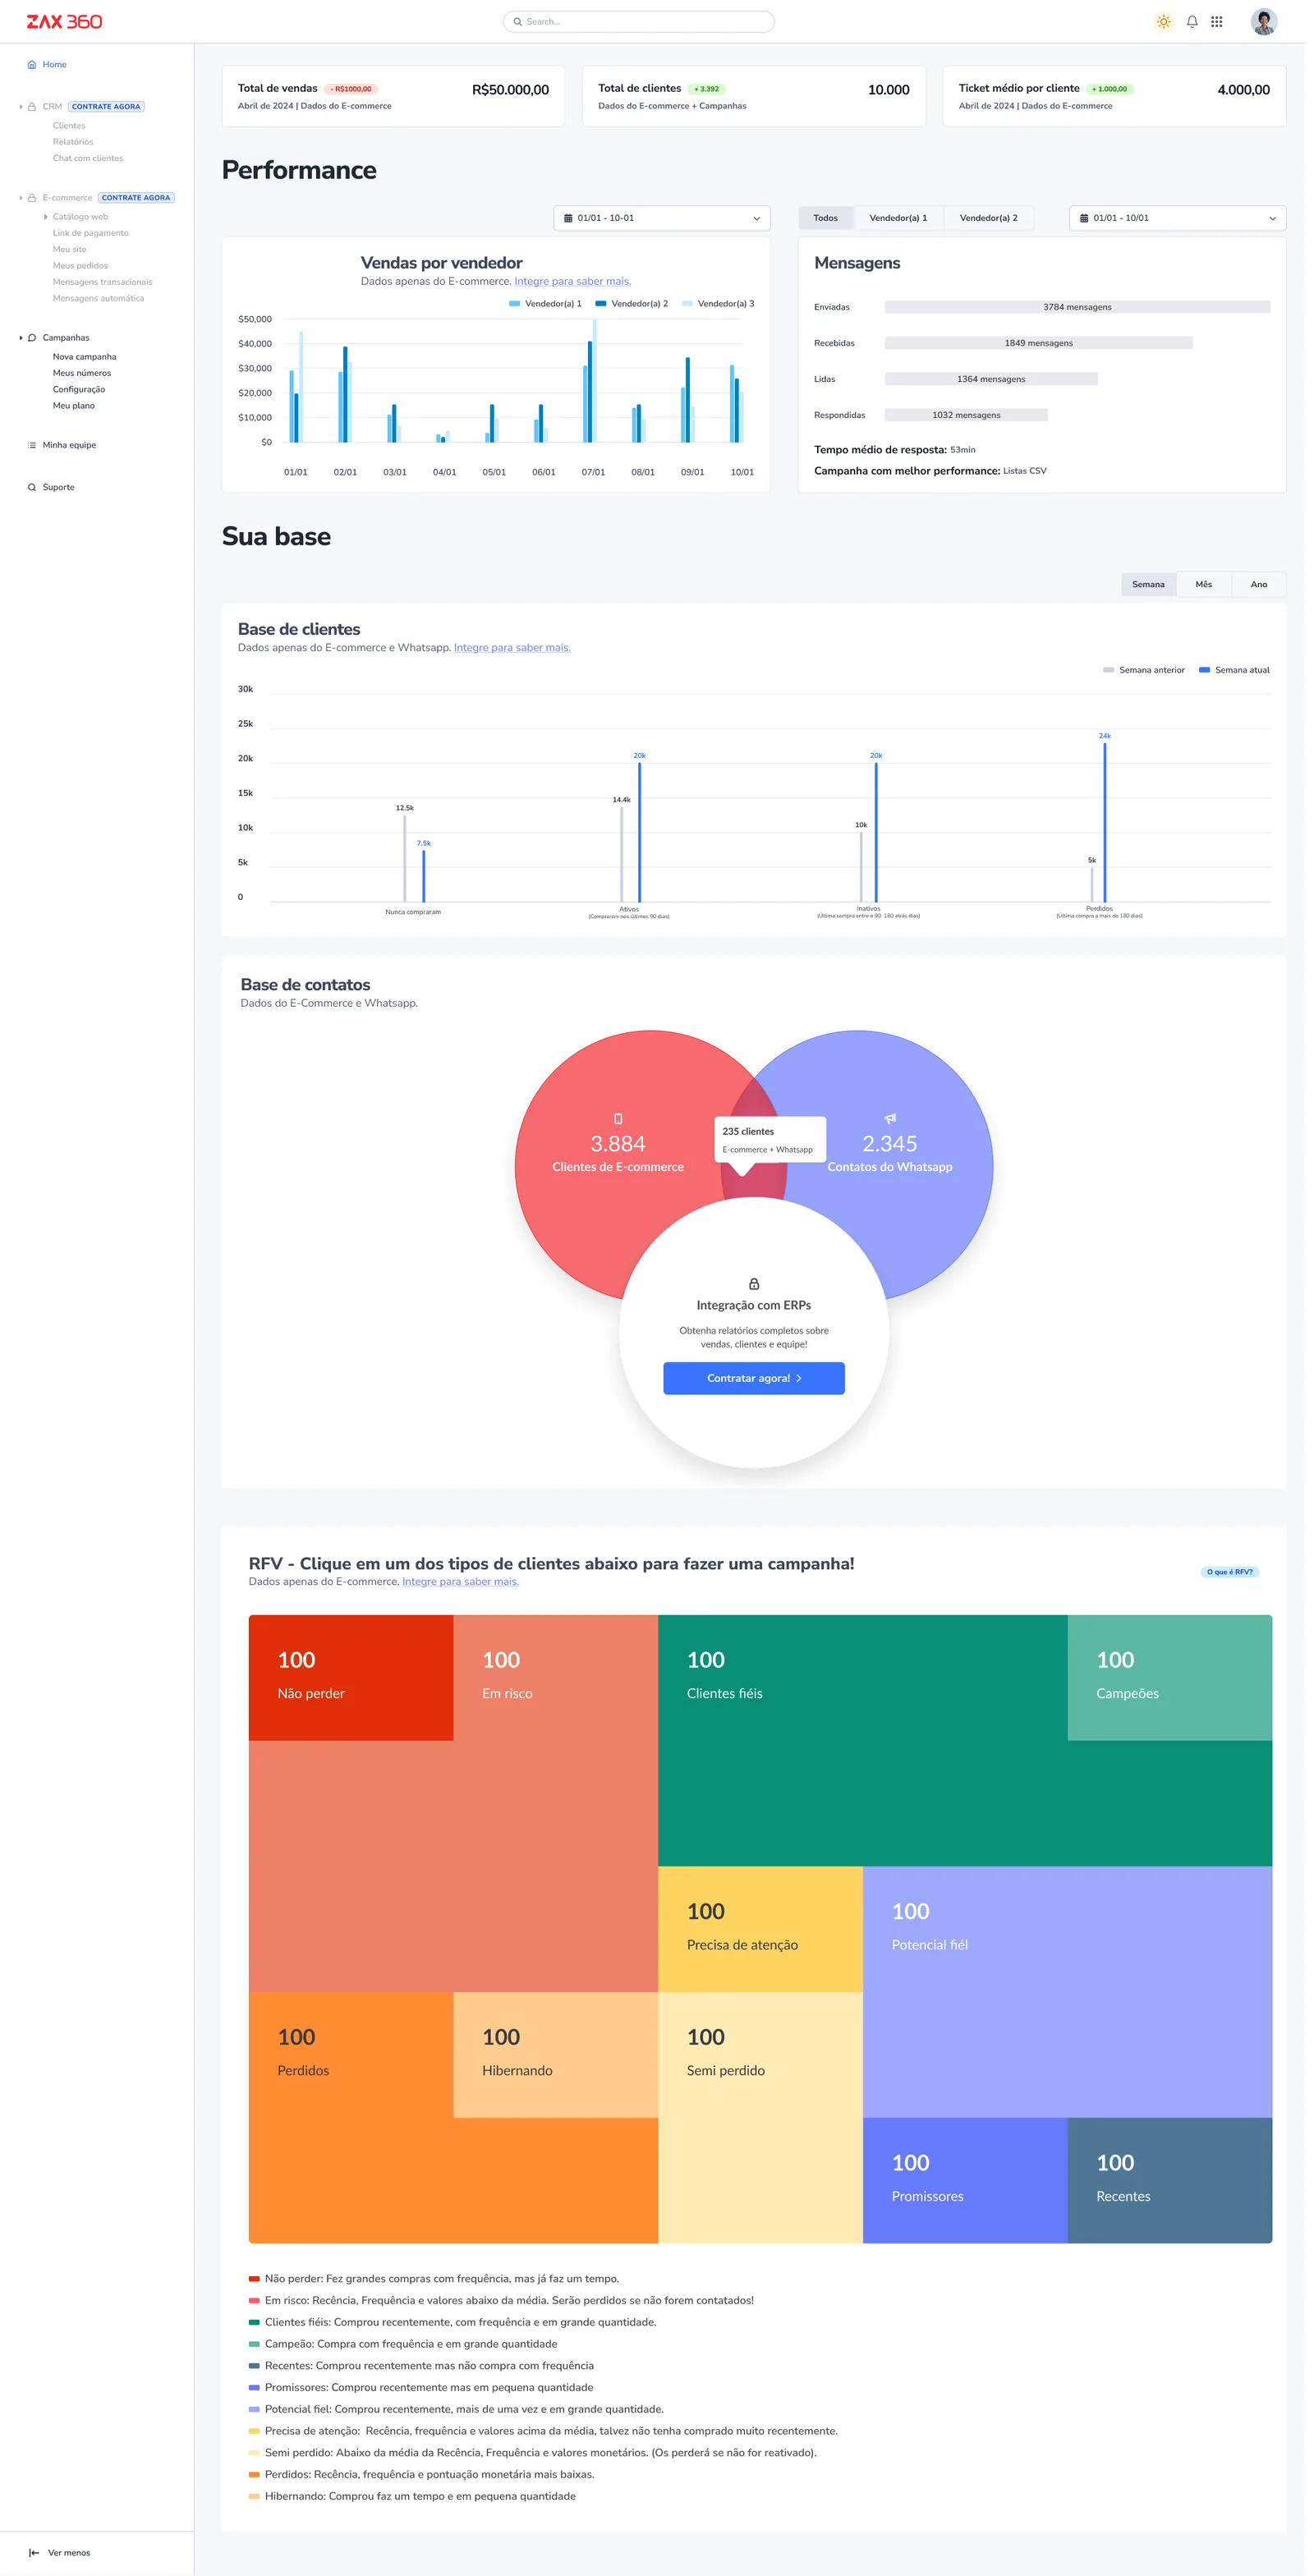 ZAX 360
Search...
Home
CRM CONTRATE AGORA
Clientes
Relatórios
Chat com clientes
E-commerce CONTRATE AGORA
Catálogo web
Link de pagamento
Meu site
Meus pedidos
Mensagens transacionais
Mensagens automática
Campanhas
Nova campanha
Meus números
Configuração
Meu plano
Minha equipe
Suporte
Total de vendas - R$1000,00 R$50.000,00
Abril de 2024 | Dados do E-commerce
Total de clientes + 3.392 10.000
Dados do E-commerce + Campanhas
Ticket médio por cliente + 1.000,00 4.000,00
Abril de 2024 | Dados do E-commerce
Performance
01/01 - 10-01
Todos Vendedor(a) 1 Vendedor(a) 2
01/01 - 10/01
Vendas por vendedor
Dados apenas do E-commerce. Integre para saber mais.
Vendedor(a) 1 Vendedor(a) 2 Vendedor(a) 3
$50,000
$40,000
$30,000
$20,000
$10,000
$0
01/01 02/01 03/01 04/01 05/01 06/01 07/01 08/01 09/01 10/01
Mensagens
Enviadas 3784 mensagens
Recebidas 1849 mensagens
Lidas 1364 mensagens
Respondidas 1032 mensagens
Tempo médio de resposta: 53min
Campanha com melhor performance: Listas CSV
Sua base
Semana Mês Ano
Base de clientes
Dados apenas do E-commerce e Whatsapp. Integre para saber mais.
Semana anterior Semana atual
30k
25k
20k
15k
10k
5k
0
12.5k
7.5k
14.4k
20k
10k
20k
5k
24k
Nunca compraram
Ativos
(Compraram nos últimos 90 dias)
Inativos
(Última compra entre o 90 180 atrás dias)
Perdidos
(Última compra a mais de 180 dias)
Base de contatos
Dados do E-Commerce e Whatsapp.
3.884
Clientes de E-commerce
235 clientes
E-commerce + Whatsapp
2.345
Contatos do Whatsapp
Integração com ERPs
Obtenha relatórios completos sobre
vendas, clientes e equipe!
Contratar agora!
RFV - Clique em um dos tipos de clientes abaixo para fazer uma campanha!
Dados apenas do E-commerce. Integre para saber mais.
O que é RFV?
100
Não perder
100
Em risco
100
Clientes fiéis
100
Campeões
100
Precisa de atenção
100
Potencial fiél
100
Perdidos
100
Hibernando
100
Semi perdido
100
Promissores
100
Recentes
Não perder: Fez grandes compras com frequência, mas já faz um tempo.
Em risco: Recência, Frequência e valores abaixo da média. Serão perdidos se não forem contatados!
Clientes fiéis: Comprou recentemente, com frequência e em grande quantidade.
Campeão: Compra com frequência e em grande quantidade
Recentes: Comprou recentemente mas não compra com frequência
Promissores: Comprou recentemente mas em pequena quantidade
Potencial fiel: Comprou recentemente, mais de uma vez e em grande quantidade.
Precisa de atenção: Recência, frequência e valores acima da média, talvez não tenha comprado muito recentemente.
Semi perdido: Abaixo da média da Recência, Frequência e valores monetários. (Os perderá se não for reativado).
Perdidos: Recência, frequência e pontuação monetária mais baixas.
Hibernando: Comprou faz um tempo e em pequena quantidade
Ver menos